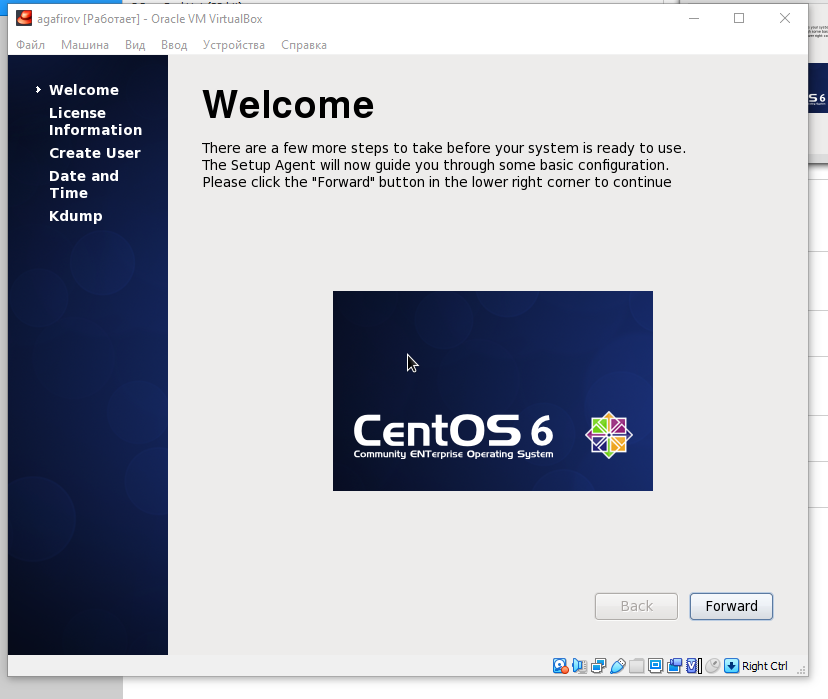 agafirov [Работает] - Oracle VM VirtualBox
Файл Машина Вид Ввод Устройства Справка
Welcome
License
Information
Create User
Date and
Time
Kdump
Welcome
There are a few more steps to take before your system is ready to use.
The Setup Agent will now guide you through some basic configuration.
Please click the "Forward" button in the lower right corner to continue
CentOS 6
Community ENTerprise Operating System
Back Forward
Right Ctrl
S 6